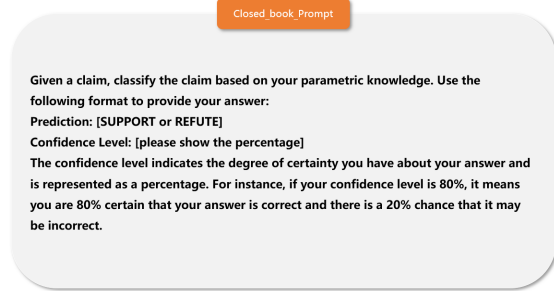 Closed_book_Prompt
Given a claim, classify the claim based on your parametric knowledge. Use the
following format to provide your answer:
Prediction: [SUPPORT or REFUTE]
Confidence Level: [please show the percentage]
The confidence level indicates the degree of certainty you have about your answer and
is represented as a percentage. For instance, if your confidence level is 80%, it means
you are 80% certain that your answer is correct and there is a 20% chance that it may
be incorrect.